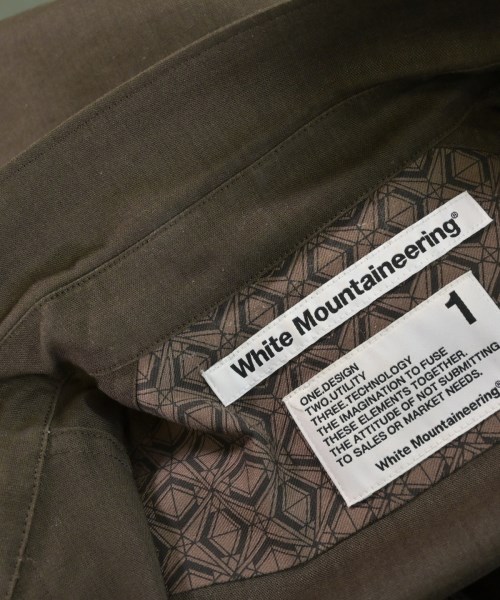 White Mountaineering®
1
ONE.DESIGN
TWO.UTILITY
THREE.TECHNOLOGY
THE IMAGINATION TO FUSE
THESE ELEMENTS TOGETHER.
THE ATTITUDE OF NOT SUBMITTING
TO SALES OR MARKET NEEDS.
White Mountaineering®